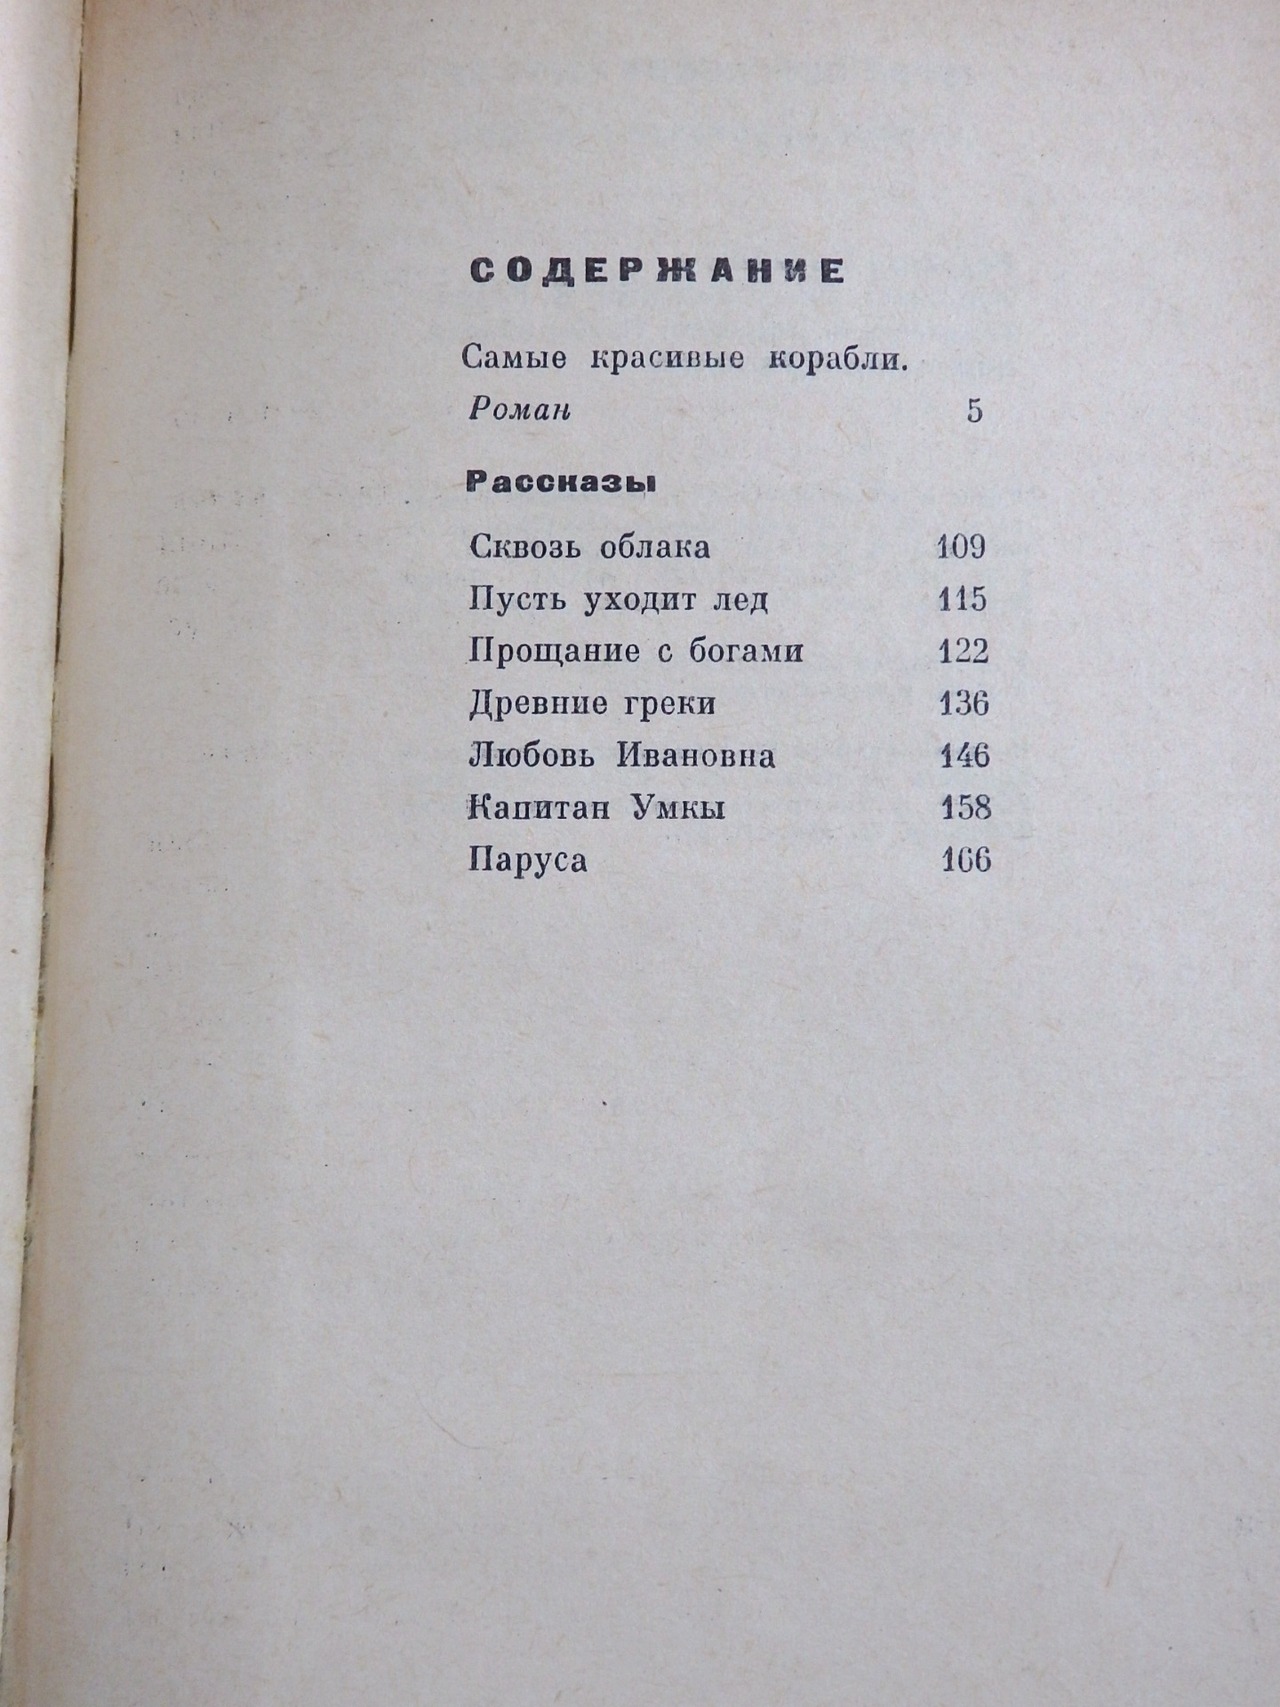 СОДЕРЖАНИЕ
Самые красивые корабли.
Роман 5
Рассказы
Сквозь облака 109
Пусть уходит лед 115
Прощание с богами 122
Древние греки 136
Любовь Ивановна 146
Капитан Умкы 158
Паруса 166